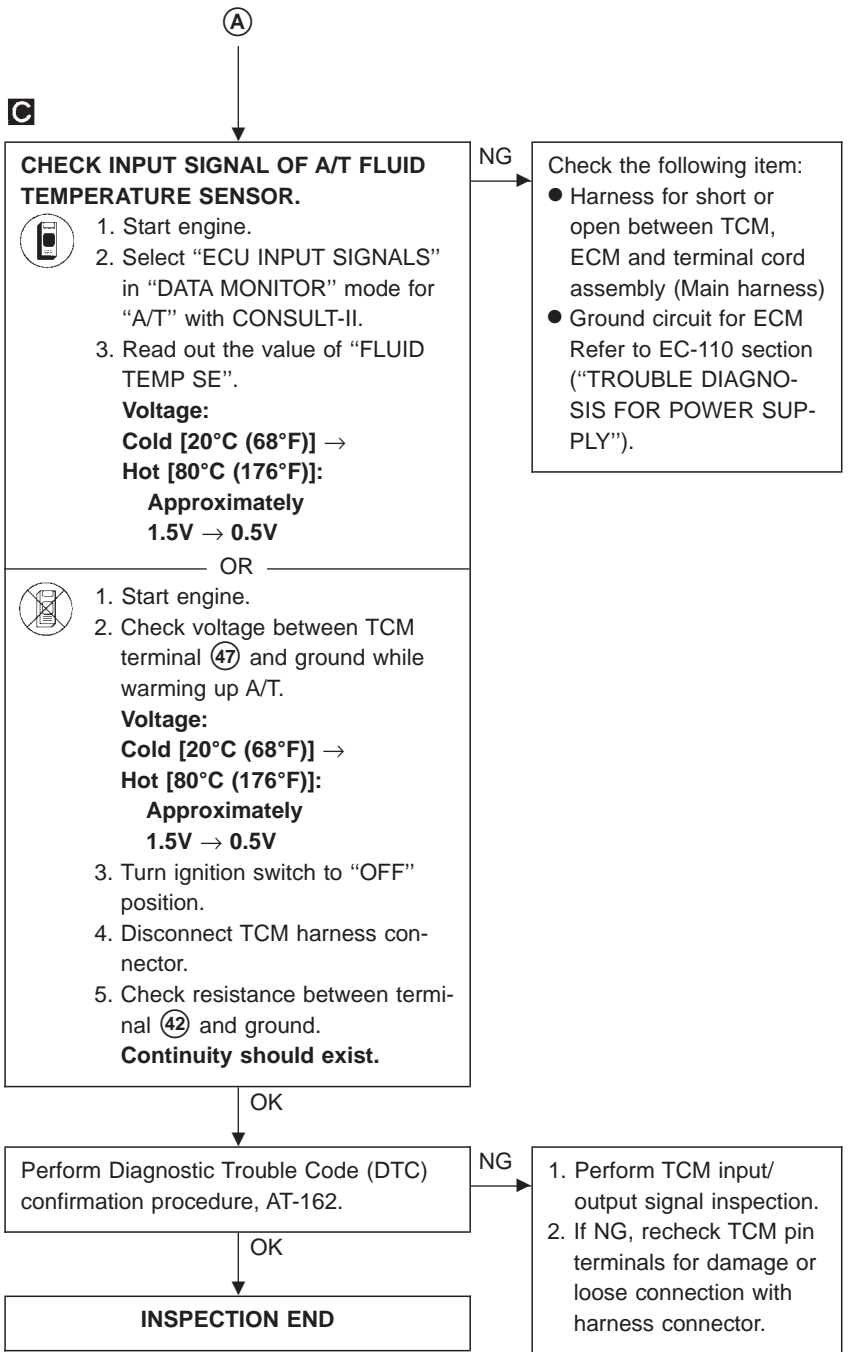 A
C
CHECK INPUT SIGNAL OF A/T FLUID
TEMPERATURE SENSOR.
1. Start engine.
2. Select ‘‘ECU INPUT SIGNALS’’
in ‘‘DATA MONITOR’’ mode for
‘‘A/T’’ with CONSULT-II.
3. Read out the value of ‘‘FLUID
TEMP SE’’.
Voltage:
Cold [20°C (68°F)] →
Hot [80°C (176°F)]:
Approximately
1.5V → 0.5V
OR
1. Start engine.
2. Check voltage between TCM
terminal 47 and ground while
warming up A/T.
Voltage:
Cold [20°C (68°F)] →
Hot [80°C (176°F)]:
Approximately
1.5V → 0.5V
3. Turn ignition switch to ‘‘OFF’’
position.
4. Disconnect TCM harness con-
nector.
5. Check resistance between termi-
nal 42 and ground.
Continuity should exist.
NG
Check the following item:
● Harness for short or
open between TCM,
ECM and terminal cord
assembly (Main harness)
● Ground circuit for ECM
Refer to EC-110 section
(‘‘TROUBLE DIAGNO-
SIS FOR POWER SUP-
PLY’’).
OK
Perform Diagnostic Trouble Code (DTC)
confirmation procedure, AT-162.
NG
1. Perform TCM input/
output signal inspection.
2. If NG, recheck TCM pin
terminals for damage or
loose connection with
harness connector.
OK
INSPECTION END